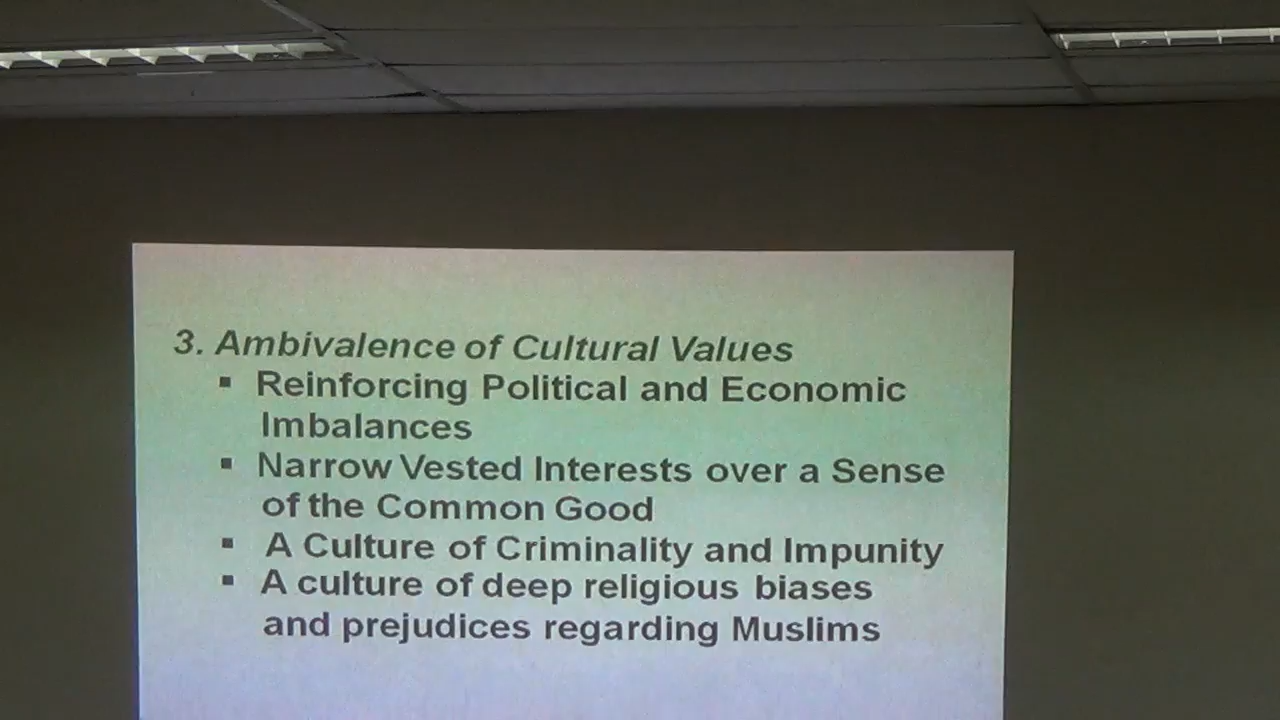 3. Ambivalence of Cultural Values
▪ Reinforcing Political and Economic
Imbalances
▪ Narrow Vested Interests over a Sense
of the Common Good
▪ A Culture of Criminality and Impunity
▪ A culture of deep religious biases
and prejudices regarding Muslims